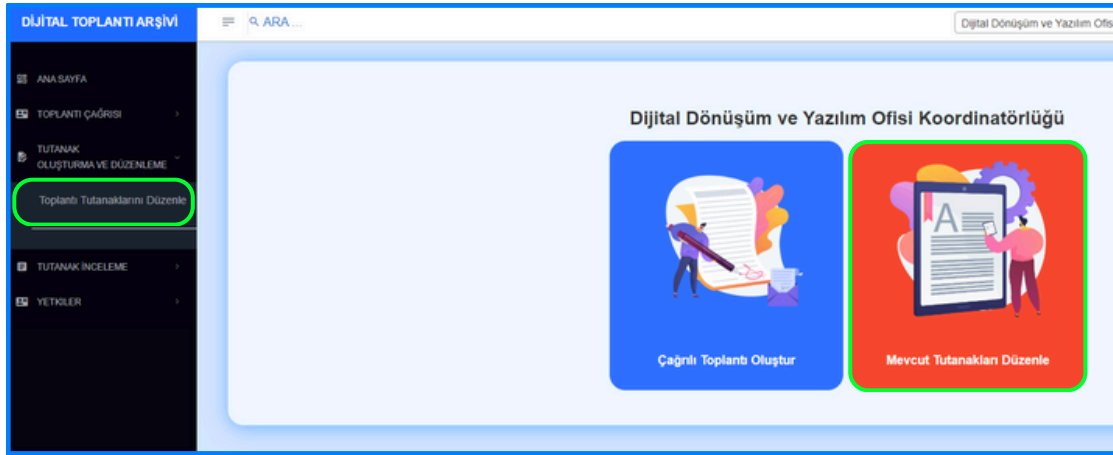 DİJİTAL TOPLANTI ARŞİVİ
ARA ...
Dijital Dönüşüm ve Yazılım Ofis
ANA SAYFA
TOPLANTI ÇAĞRISI
TUTANAK
OLUŞTURMA VE DÜZENLEME
Toplantı Tutanaklarını Düzenle
TUTANAK İNCELEME
YETKİLER
Dijital Dönüşüm ve Yazılım Ofisi Koordinatörlüğü
Çağrılı Toplantı Oluştur
A
Mevcut Tutanakları Düzenle